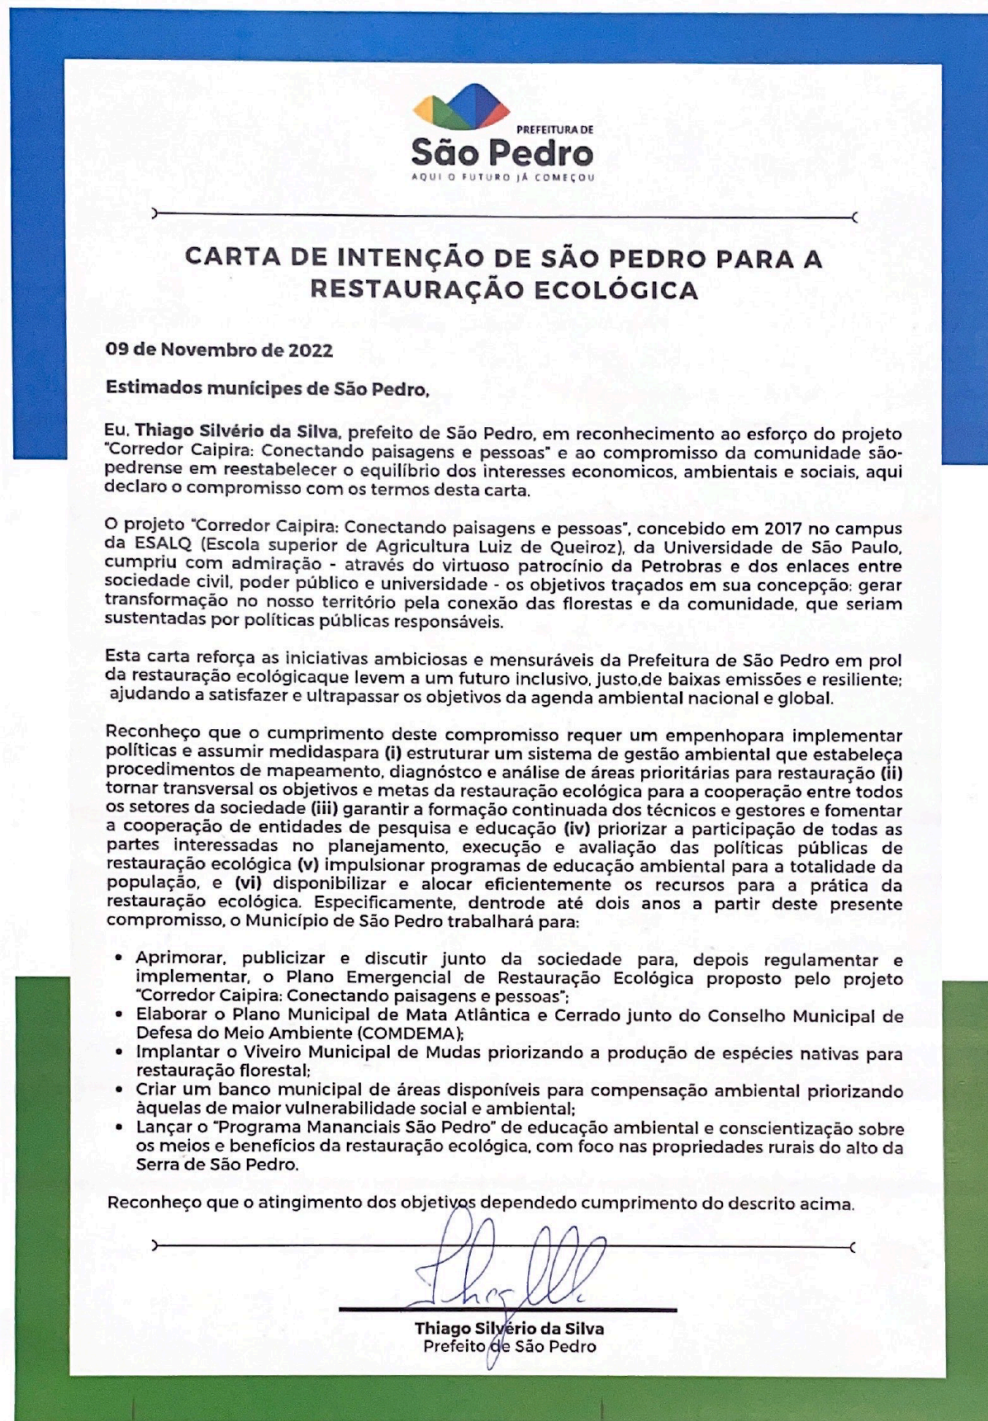 PREFEITURA DE
São Pedro
AQUI O FUTURO JÁ COMEÇOU
CARTA DE INTENÇÃO DE SÃO PEDRO PARA A
RESTAURAÇÃO ECOLÓGICA
09 de Novembro de 2022
Estimados munícipes de São Pedro,
Eu, Thiago Silvério da Silva, prefeito de São Pedro, em reconhecimento ao esforço do projeto
"Corredor Caipira: Conectando paisagens e pessoas" e ao compromisso da comunidade são-
pedrense em reestabelecer o equilíbrio dos interesses economicos, ambientais e sociais, aqui
declaro o compromisso com os termos desta carta.
O projeto "Corredor Caipira: Conectando paisagens e pessoas", concebido em 2017 no campus
da ESALQ (Escola superior de Agricultura Luiz de Queiroz), da Universidade de São Paulo,
cumpriu com admiração - através do virtuoso patrocínio da Petrobras e dos enlaces entre
sociedade civil, poder público e universidade - os objetivos traçados em sua concepção: gerar
transformação no nosso território pela conexão das florestas e da comunidade, que seriam
sustentadas por políticas públicas responsáveis.
Esta carta reforça as iniciativas ambiciosas e mensuráveis da Prefeitura de São Pedro em prol
da restauração ecológicaque levem a um futuro inclusivo, justo,de baixas emissões e resiliente;
ajudando a satisfazer e ultrapassar os objetivos da agenda ambiental nacional e global.
Reconheço que o cumprimento deste compromisso requer um empenhopara implementar
políticas e assumir medidaspara (i) estruturar um sistema de gestão ambiental que estabeleça
procedimentos de mapeamento, diagnóstco e análise de áreas prioritárias para restauração (ii)
tornar transversal os objetivos e metas da restauração ecológica para a cooperação entre todos
os setores da sociedade (iii) garantir a formação continuada dos técnicos e gestores e fomentar
a cooperação de entidades de pesquisa e educação (iv) priorizar a participação de todas as
partes interessadas no planejamento, execução e avaliação das políticas públicas de
restauração ecológica (v) impulsionar programas de educação ambiental para a totalidade da
população, e (vi) disponibilizar e alocar eficientemente os recursos para a prática da
restauração ecológica. Especificamente, dentrode até dois anos a partir deste presente
compromisso, o Município de São Pedro trabalhará para:
• Aprimorar, publicizar e discutir junto da sociedade para, depois regulamentar e
implementar, o Plano Emergencial de Restauração Ecológica proposto pelo projeto
"Corredor Caipira: Conectando paisagens e pessoas";
• Elaborar o Plano Municipal de Mata Atlântica e Cerrado junto do Conselho Municipal de
Defesa do Meio Ambiente (COMDEMA);
• Implantar o Viveiro Municipal de Mudas priorizando a produção de espécies nativas para
restauração florestal;
• Criar um banco municipal de áreas disponíveis para compensação ambiental priorizando
àquelas de maior vulnerabilidade social e ambiental;
• Lançar o "Programa Mananciais São Pedro" de educação ambiental e conscientização sobre
os meios e benefícios da restauração ecológica, com foco nas propriedades rurais do alto da
Serra de São Pedro.
Reconheço que o atingimento dos objetivos dependedo cumprimento do descrito acima.
Thiago Silvério da Silva
Prefeito de São Pedro